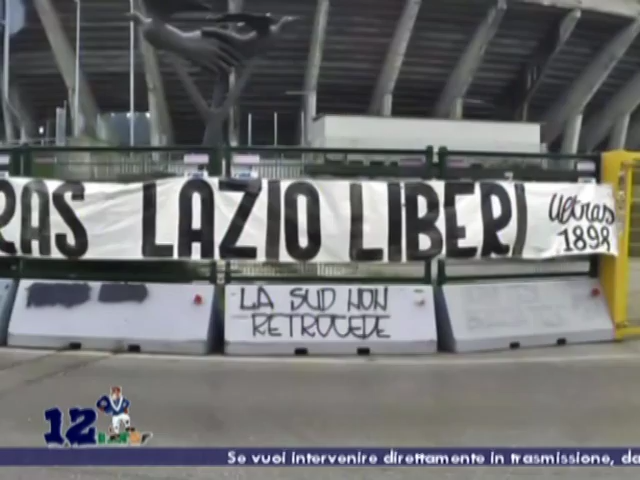 RAS LAZIO LIBERI
Ultras
1898
LA SUD NON
RETROCEDE
12
Se vuoi intervenire direttamente in trasmissione, da